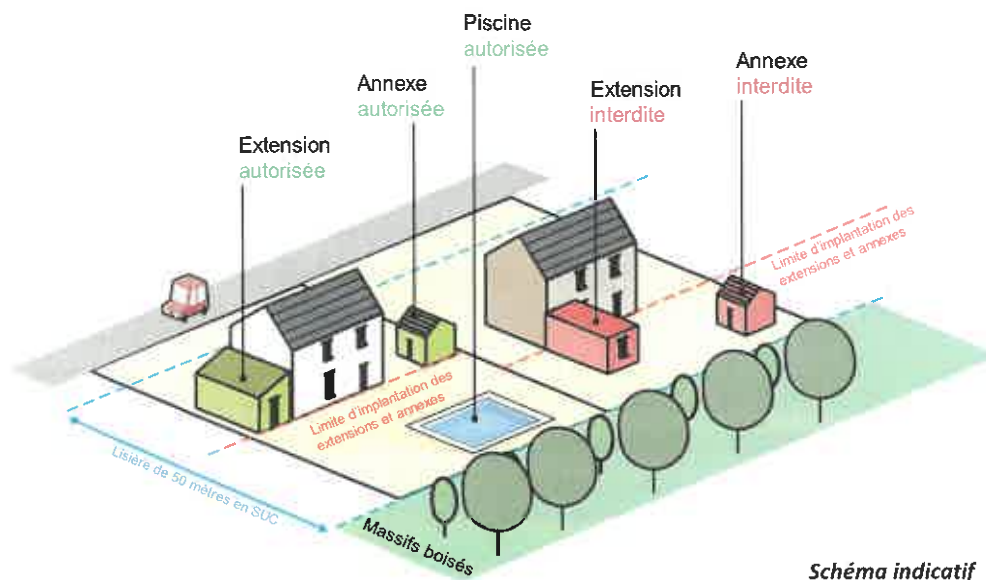 Piscine
autorisée
Annexe
interdite
Annexe
autorisée
Extension
interdite
Extension
autorisée
Limite d'implantation des
extensions et annexes
Limite d'implantation des
extensions et annexes
Lisière de 50 mètres en SUC
Massifs boisés
Schéma indicatif